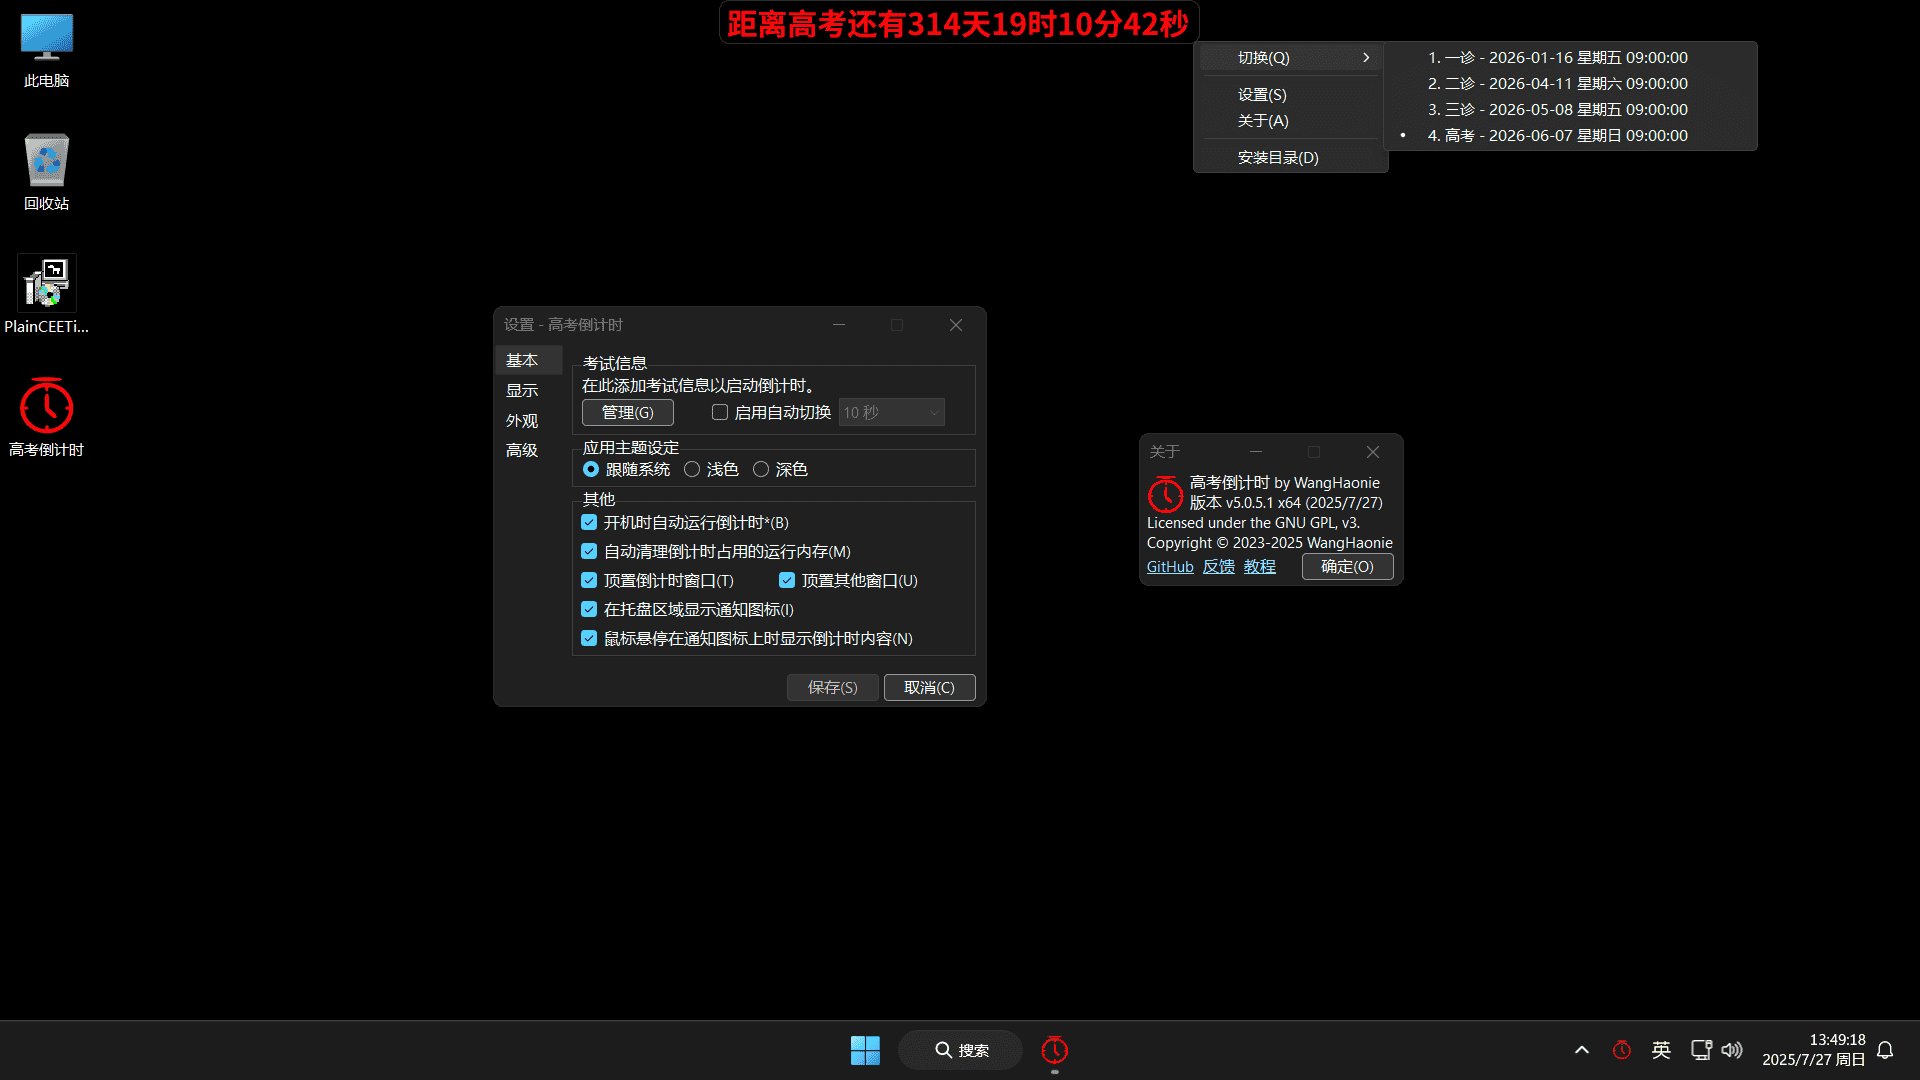 距离高考还有314天19时10分42秒
此电脑
回收站
PlainCEETi...
高考倒计时
切换(Q)
设置(S)
关于(A)
安装目录(D)
1. 一诊 - 2026-01-16 星期五 09:00:00
2. 二诊 - 2026-04-11 星期六 09:00:00
3. 三诊 - 2026-05-08 星期五 09:00:00
• 4. 高考 - 2026-06-07 星期日 09:00:00
设置 - 高考倒计时
基本
显示
外观
高级
考试信息
在此添加考试信息以启动倒计时。
管理(G) 启用自动切换 10 秒
应用主题设定
跟随系统 浅色 深色
其他
开机时自动运行倒计时*(B)
自动清理倒计时占用的运行内存(M)
顶置倒计时窗口(T) 顶置其他窗口(U)
在托盘区域显示通知图标(I)
鼠标悬停在通知图标上时显示倒计时内容(N)
保存(S) 取消(C)
关于
高考倒计时 by WangHaonie
版本 v5.0.5.1 x64 (2025/7/27)
Licensed under the GNU GPL, v3.
Copyright © 2023-2025 WangHaonie
GitHub 反馈 教程 确定(O)
搜索
英
13:49:18
2025/7/27 周日